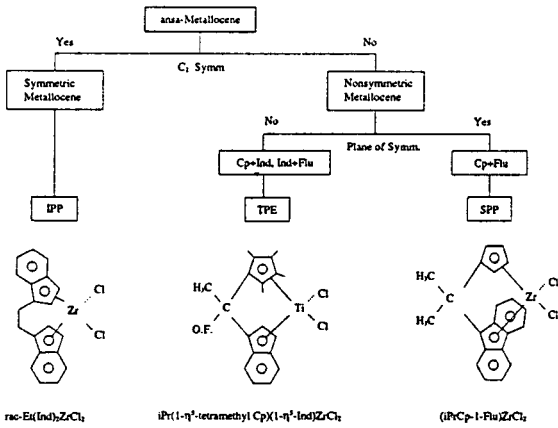 ansa-Metallocene
Yes
No
C₂ Symm
Symmetric
Metallocene
Nonsymmetric
Metallocene
No
Yes
Plane of Symm.
Cp+Ind, Ind+Flu
Cp+Flu
IPP
TPE
SPP
Zr
Cl
Cl
H₃C
C
O.F.
Ti
Cl
Cl
H₃C
C
H₃C
Zr
Cl
Cl
rac-Et(Ind)₂ZrCl₂
iPr(1-η⁵-tetramethyl Cp)(1-η⁵-Ind)ZrCl₂
(iPrCp-1-Flu)ZrCl₂